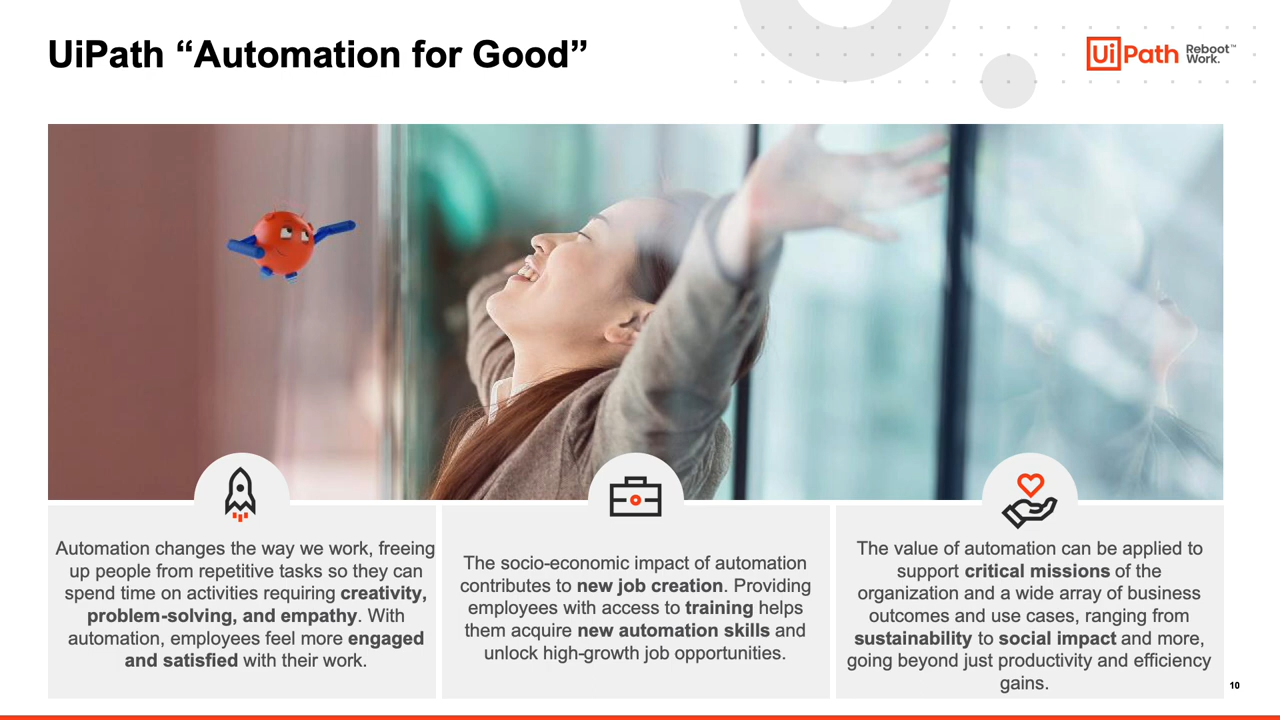 UiPath “Automation for Good”
UiPath Reboot™
Work.
Automation changes the way we work, freeing
up people from repetitive tasks so they can
spend time on activities requiring creativity,
problem-solving, and empathy. With
automation, employees feel more engaged
and satisfied with their work.
The socio-economic impact of automation
contributes to new job creation. Providing
employees with access to training helps
them acquire new automation skills and
unlock high-growth job opportunities.
The value of automation can be applied to
support critical missions of the
organization and a wide array of business
outcomes and use cases, ranging from
sustainability to social impact and more,
going beyond just productivity and efficiency
gains.
10